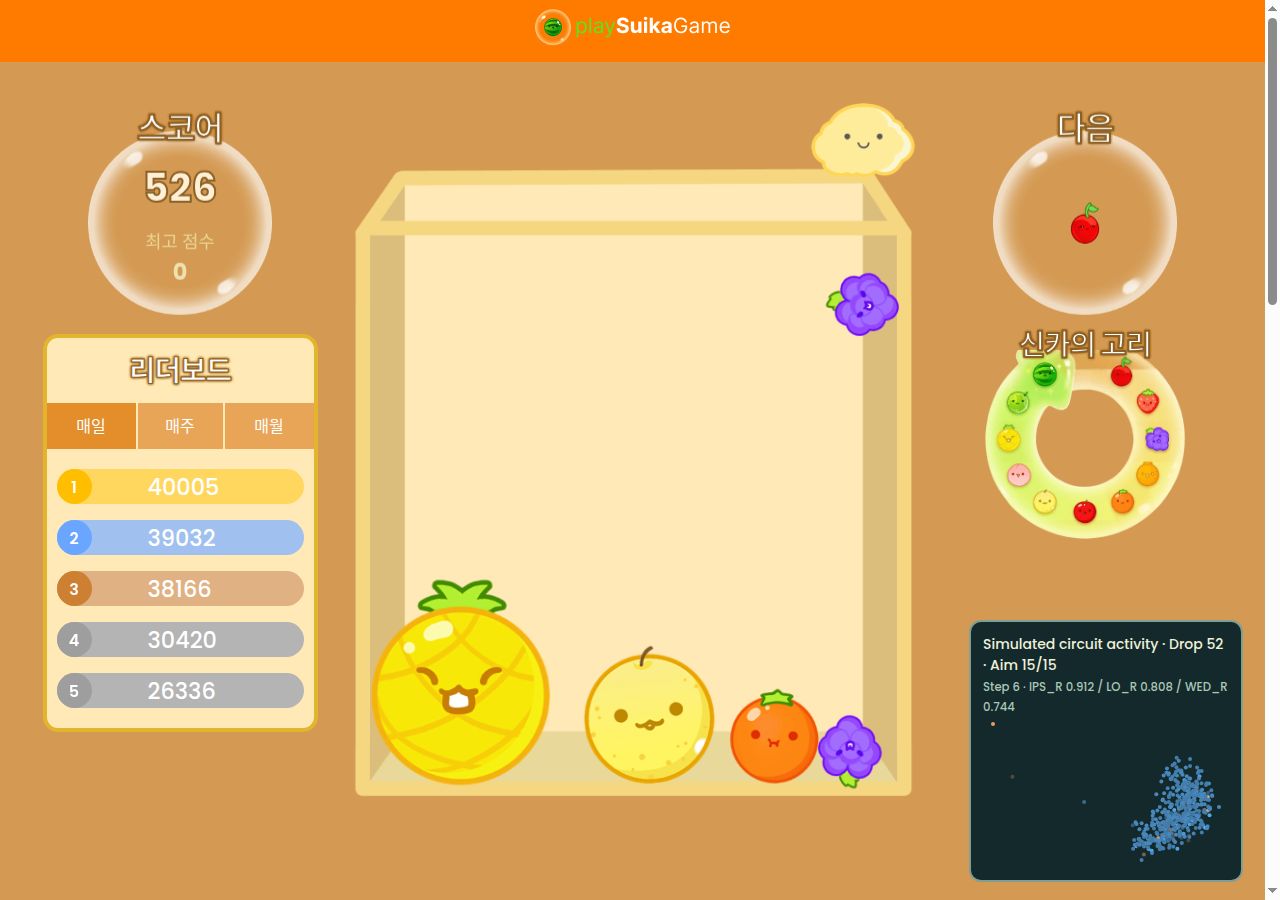 playSuikaGame
스코어
526
최고 점수
0
리더보드
매일 매주 매월
1 40005
2 39032
3 38166
4 30420
5 26336
다음
신카의 고리
Simulated circuit activity · Drop 52
· Aim 15/15
Step 6 · IPS_R 0.912 / LO_R 0.808 / WED_R
0.744